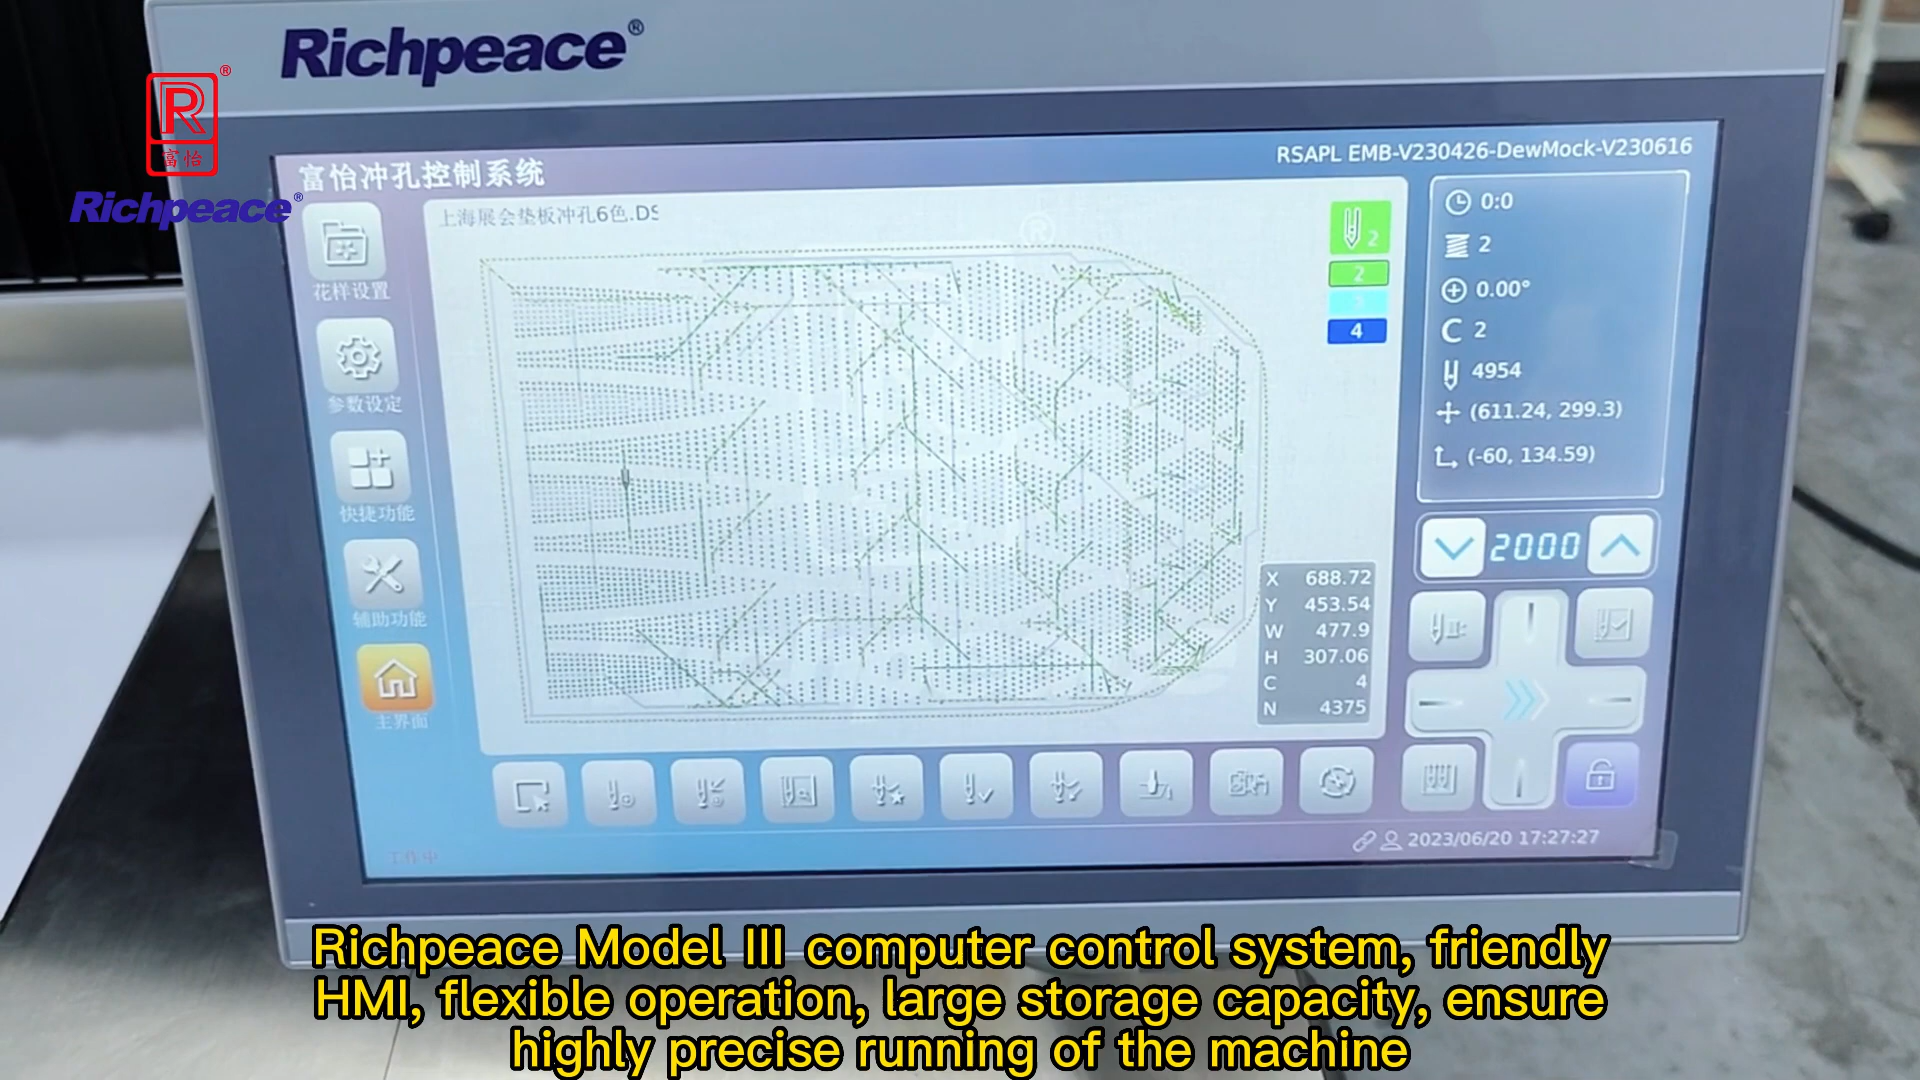 Richpeace®
R®
富怡
Richpeace®
富怡冲孔控制系统
RSAPL EMB-V230426-DewMock-V230616
上海展会垫板冲孔6色.DS
花样设置
参数设定
快捷功能
辅助功能
主界面
2
2
4
0:0
2
0.00°
C 2
4954
(611.24, 299.3)
(-60, 134.59)
2000
X 688.72
Y 453.54
W 477.9
H 307.06
C 4
N 4375
工作中
2023/06/20 17:27:27
Richpeace Model III computer control system, friendly
HMI, flexible operation, large storage capacity, ensure
highly precise running of the machine